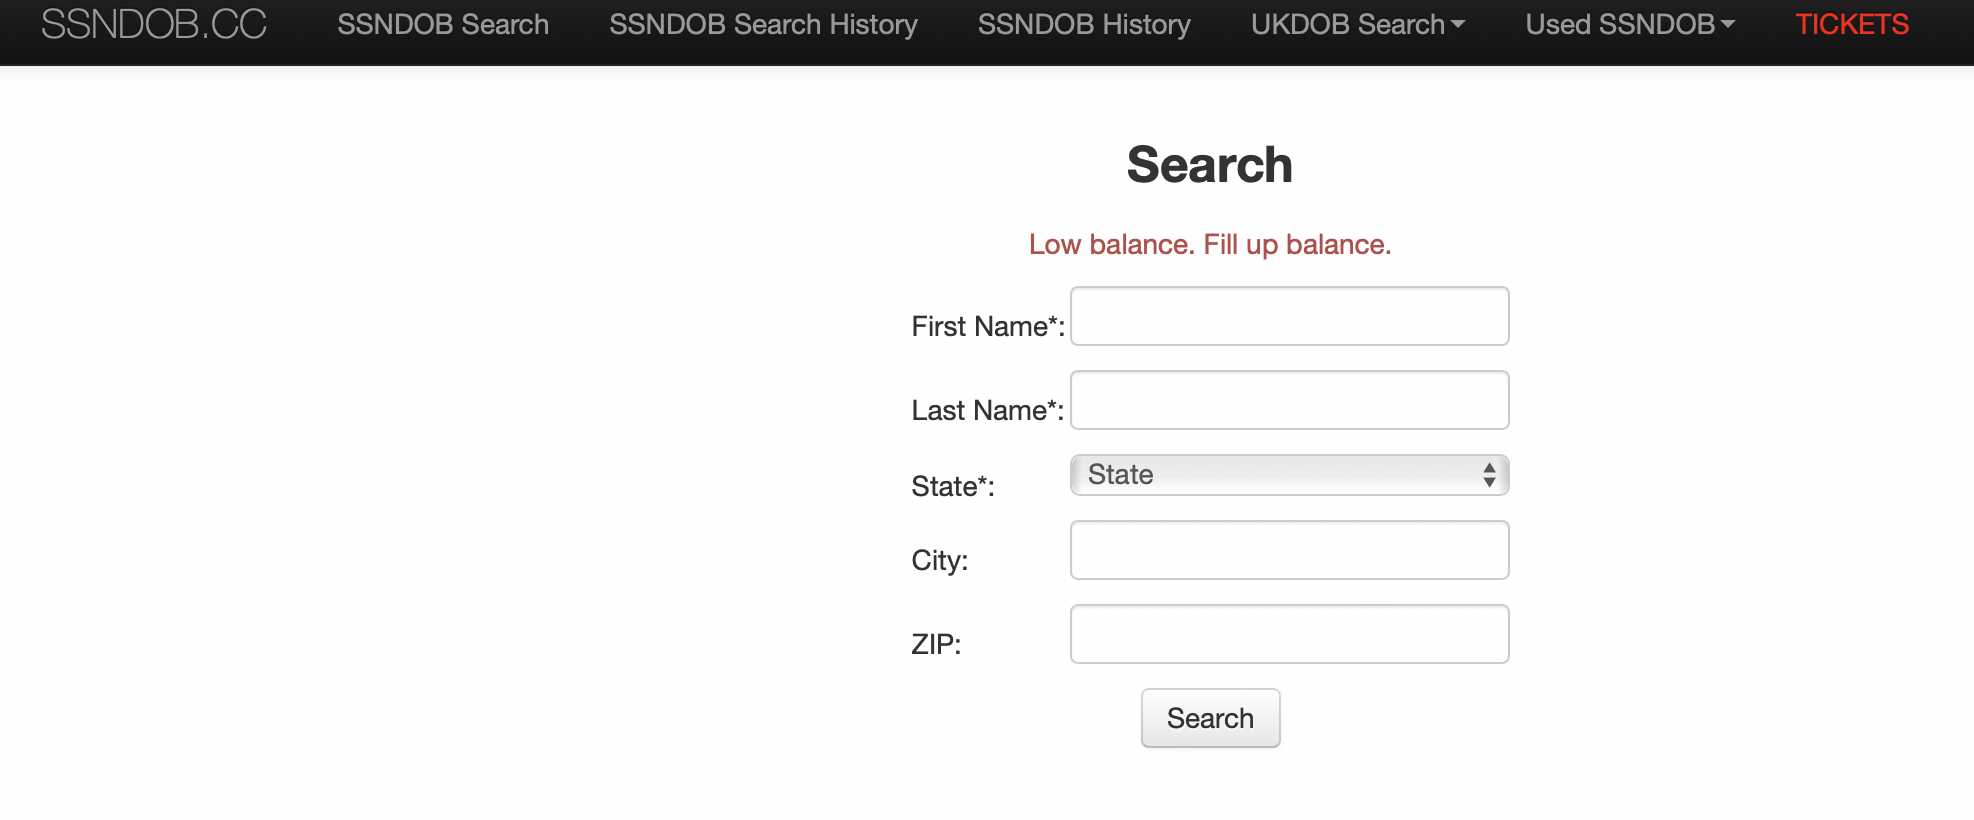 SSNDOB.CC SSNDOB Search SSNDOB Search History SSNDOB History UKDOB Search Used SSNDOB TICKETS
Search
Low balance. Fill up balance.
First Name*:
Last Name*:
State*: State
City:
ZIP:
Search